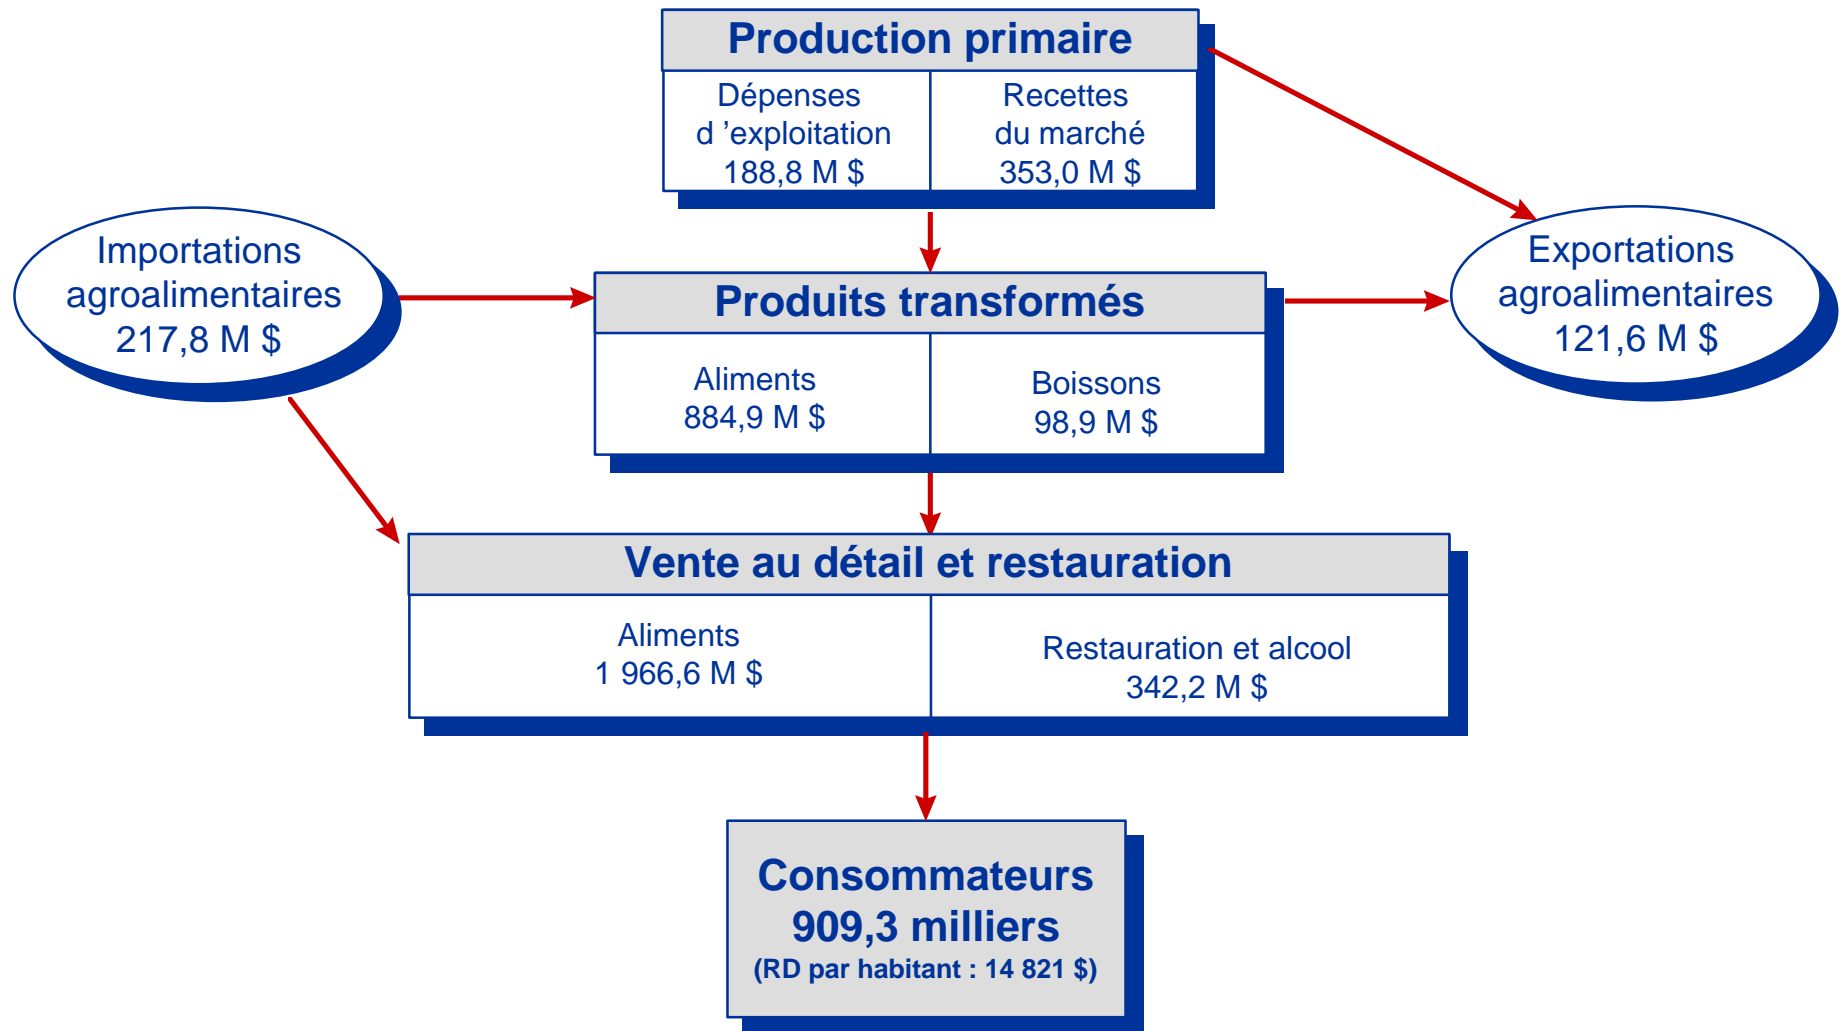 Production primaire
Dépenses
d ’exploitation
188,8 M $
Recettes
du marché
353,0 M $
Importations
agroalimentaires
217,8 M $
Exportations
agroalimentaires
121,6 M $
Produits transformés
Aliments
884,9 M $
Boissons
98,9 M $
Vente au détail et restauration
Aliments
1 966,6 M $
Restauration et alcool
342,2 M $
Consommateurs
909,3 milliers
(RD par habitant : 14 821 $)